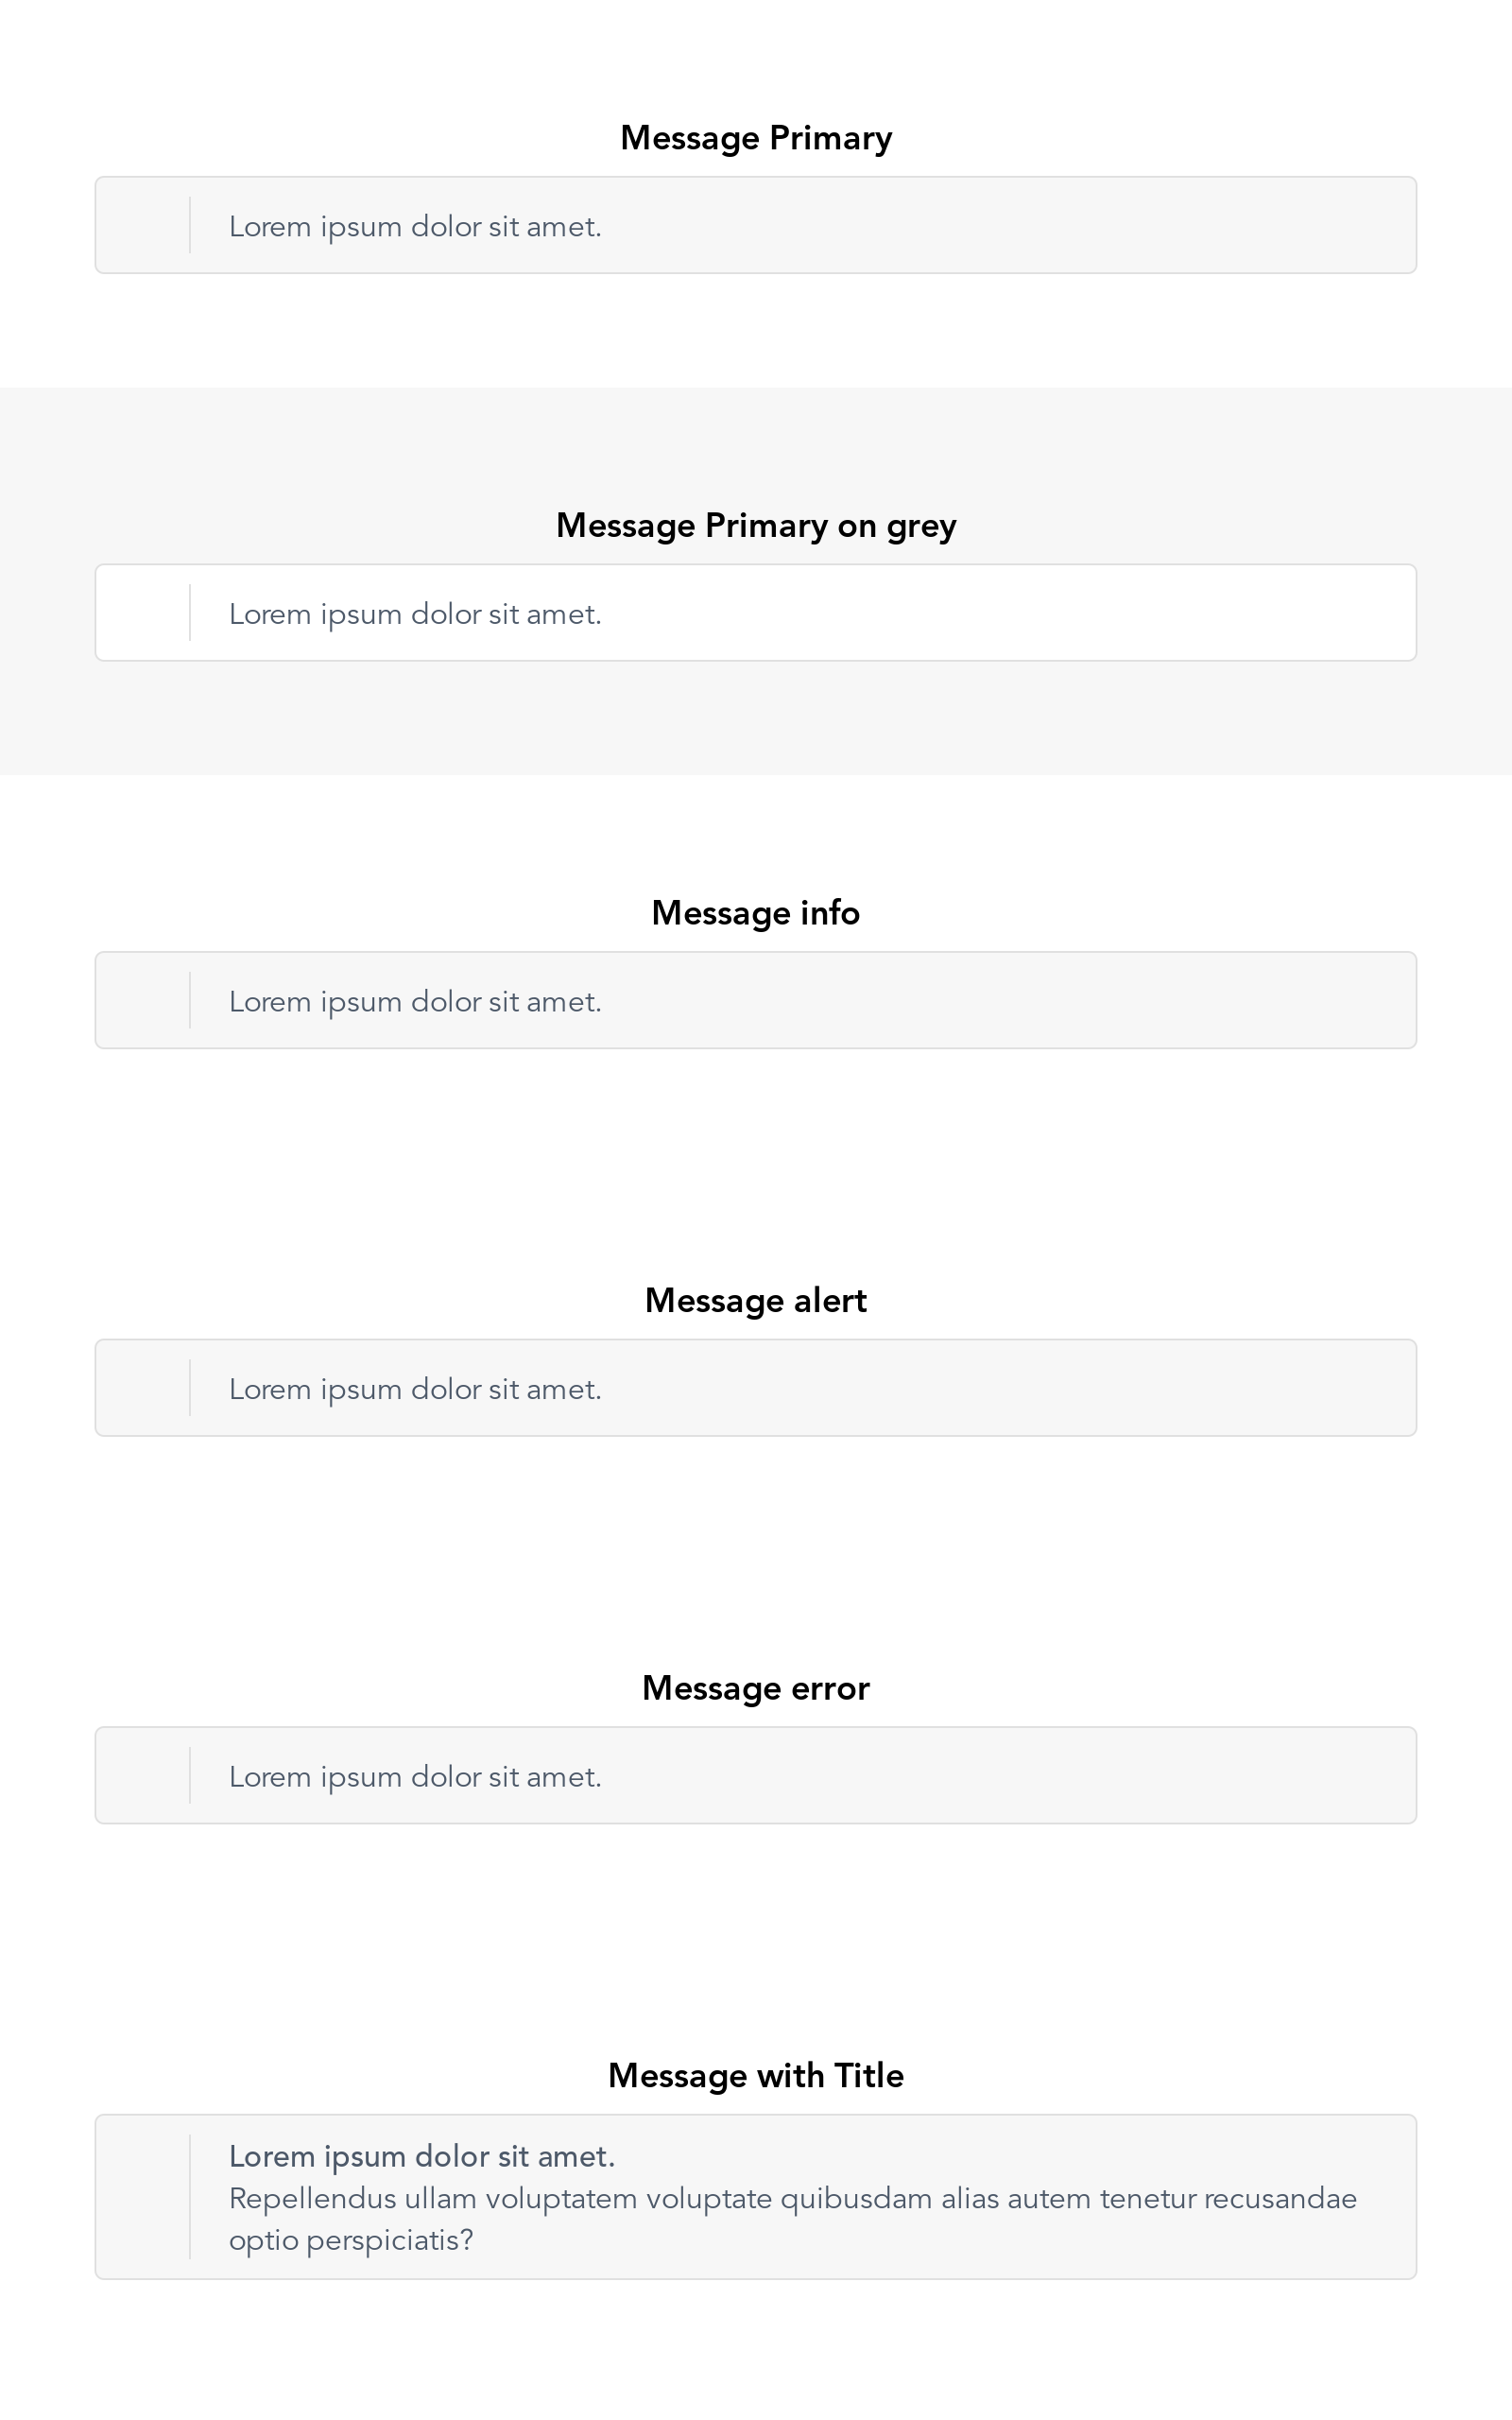 Message Primary
Lorem ipsum dolor sit amet.
Message Primary on grey
Lorem ipsum dolor sit amet.
Message info
Lorem ipsum dolor sit amet.
Message alert
Lorem ipsum dolor sit amet.
Message error
Lorem ipsum dolor sit amet.
Message with Title
Lorem ipsum dolor sit amet.
Repellendus ullam voluptatem voluptate quibusdam alias autem tenetur recusandae
optio perspiciatis?